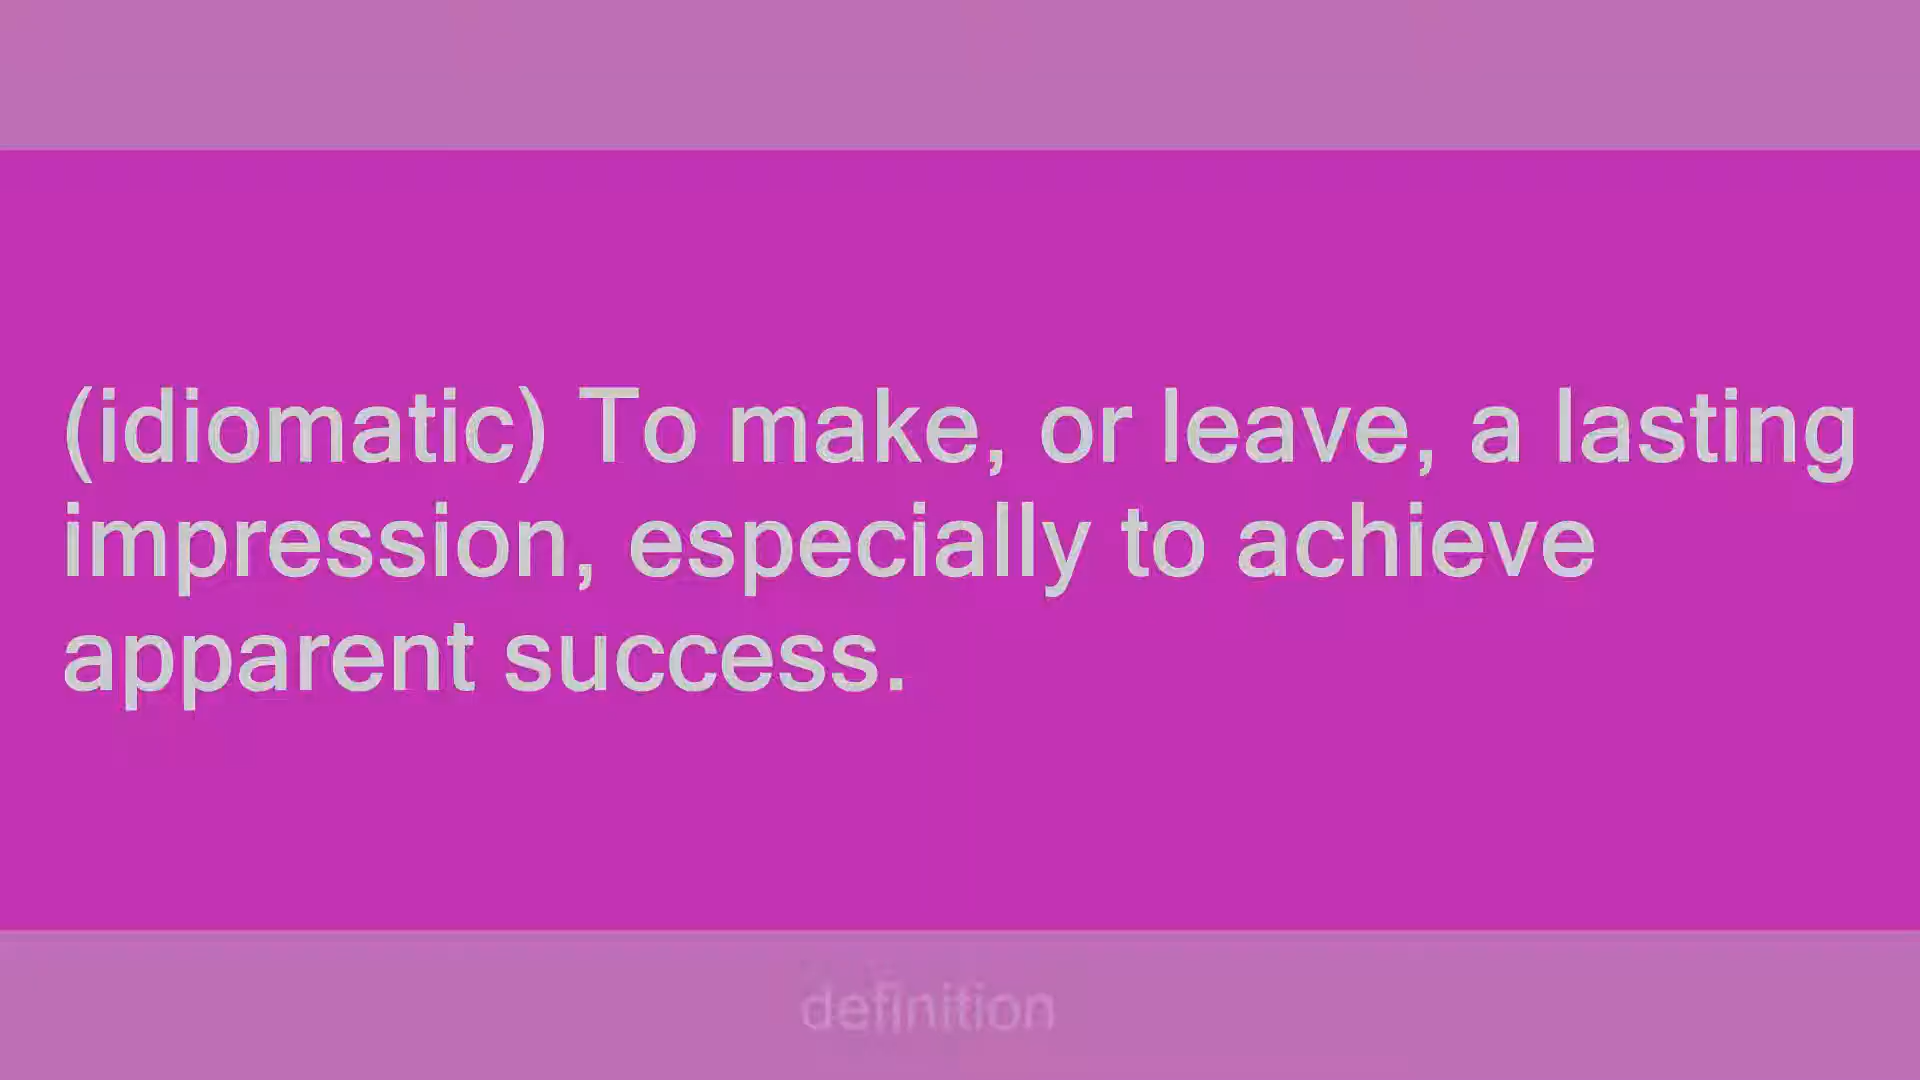 (idiomatic) To make, or leave, a lasting
impression, especially to achieve
apparent success.
definition